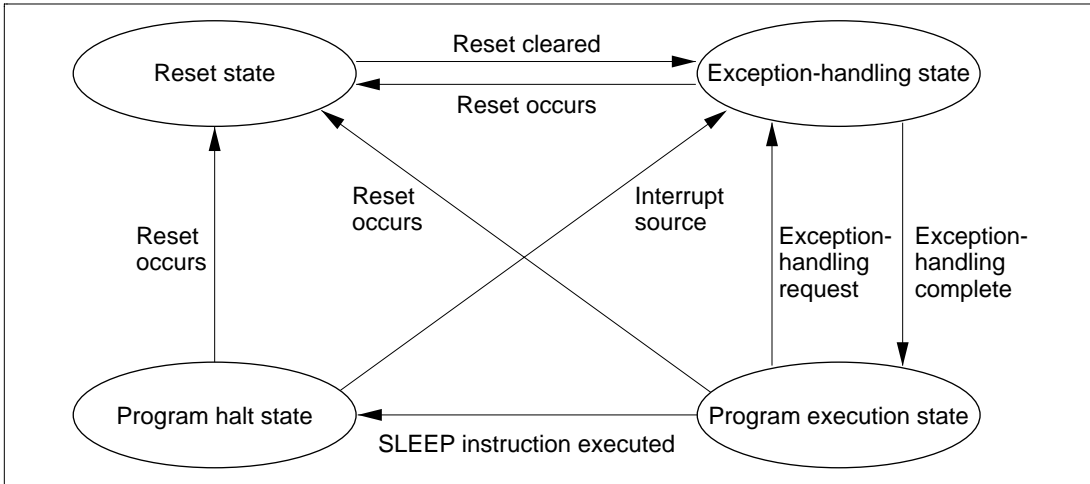 Reset cleared
Reset state
Exception-handling state
Reset occurs
Reset
occurs
Interrupt
source
Reset
occurs
Exception-
handling
request
Exception-
handling
complete
Program halt state
Program execution state
SLEEP instruction executed